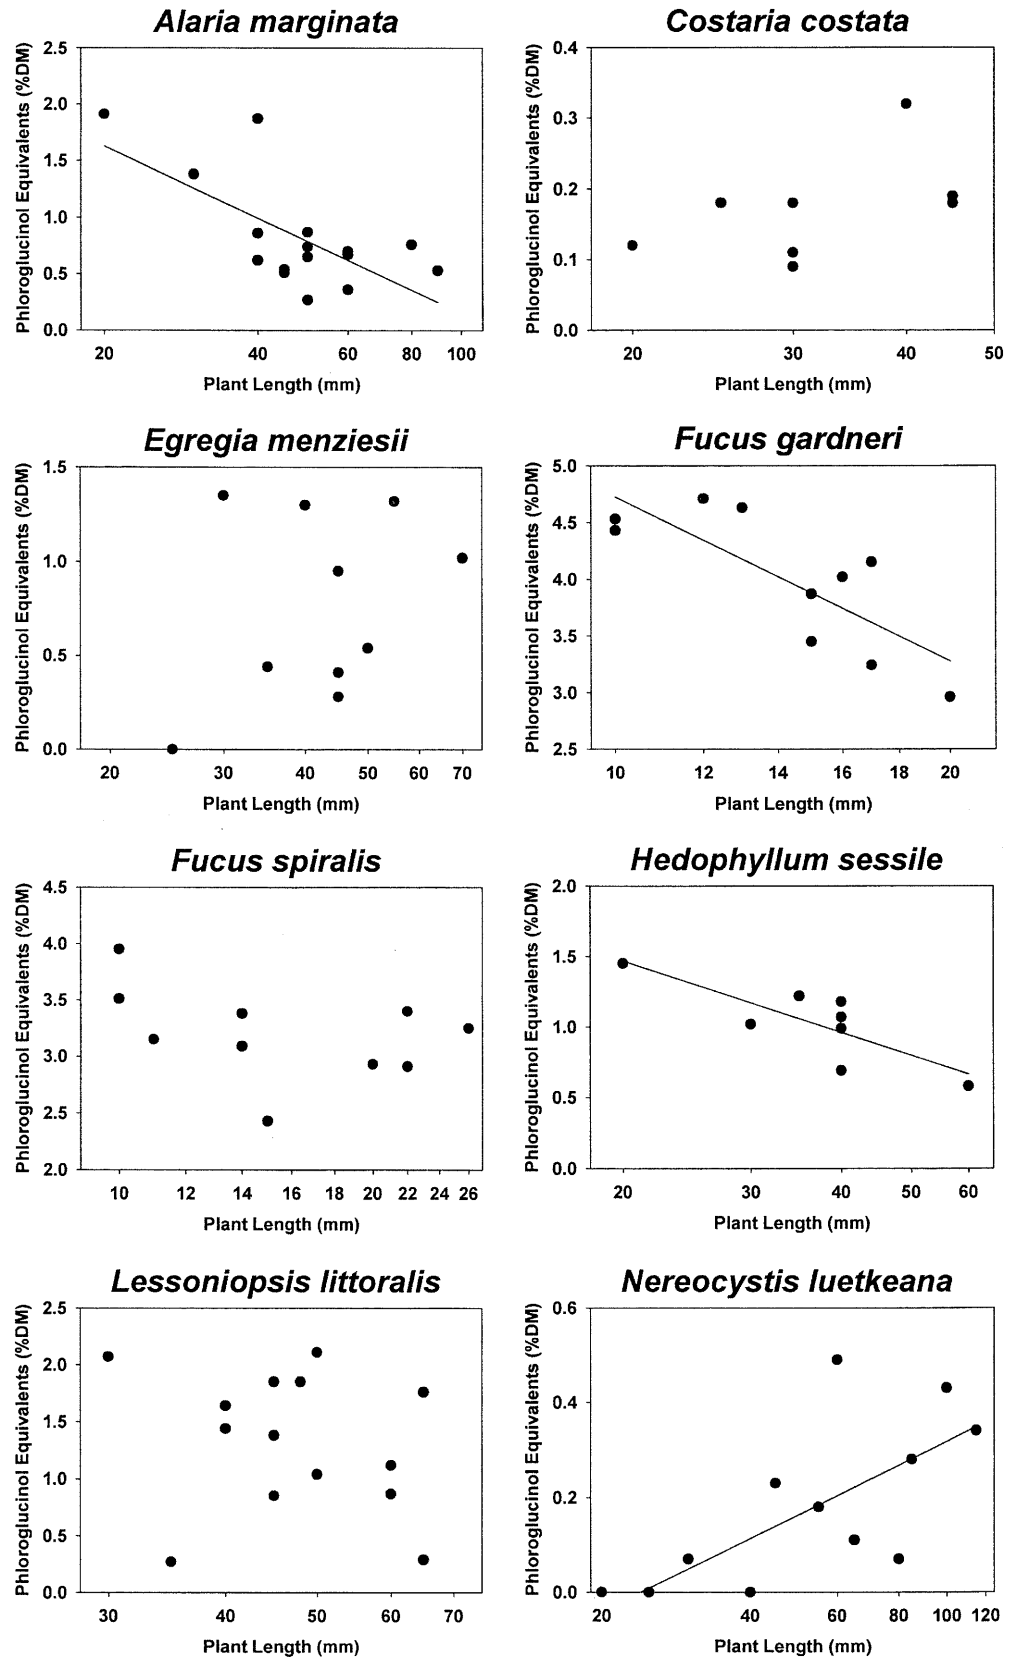 Alaria marginata
Phloroglucinol Equivalents (%DM)
2.5
2.0
1.5
1.0
0.5
0.0
20 40 60 80 100
Plant Length (mm)
Costaria costata
Phloroglucinol Equivalents (%DM)
0.4
0.3
0.2
0.1
0.0
20 30 40 50
Plant Length (mm)
Egregia menziesii
Phloroglucinol Equivalents (%DM)
1.5
1.0
0.5
0.0
20 30 40 50 60 70
Plant Length (mm)
Fucus gardneri
Phloroglucinol Equivalents (%DM)
5.0
4.5
4.0
3.5
3.0
2.5
10 12 14 16 18 20
Plant Length (mm)
Fucus spiralis
Phloroglucinol Equivalents (%DM)
4.5
4.0
3.5
3.0
2.5
2.0
10 12 14 16 18 20 22 24 26
Plant Length (mm)
Hedophyllum sessile
Phloroglucinol Equivalents (%DM)
2.0
1.5
1.0
0.5
0.0
20 30 40 50 60
Plant Length (mm)
Lessoniopsis littoralis
Phloroglucinol Equivalents (%DM)
2.5
2.0
1.5
1.0
0.5
0.0
30 40 50 60 70
Plant Length (mm)
Nereocystis luetkeana
Phloroglucinol Equivalents (%DM)
0.6
0.4
0.2
0.0
20 40 60 80 100 120
Plant Length (mm)